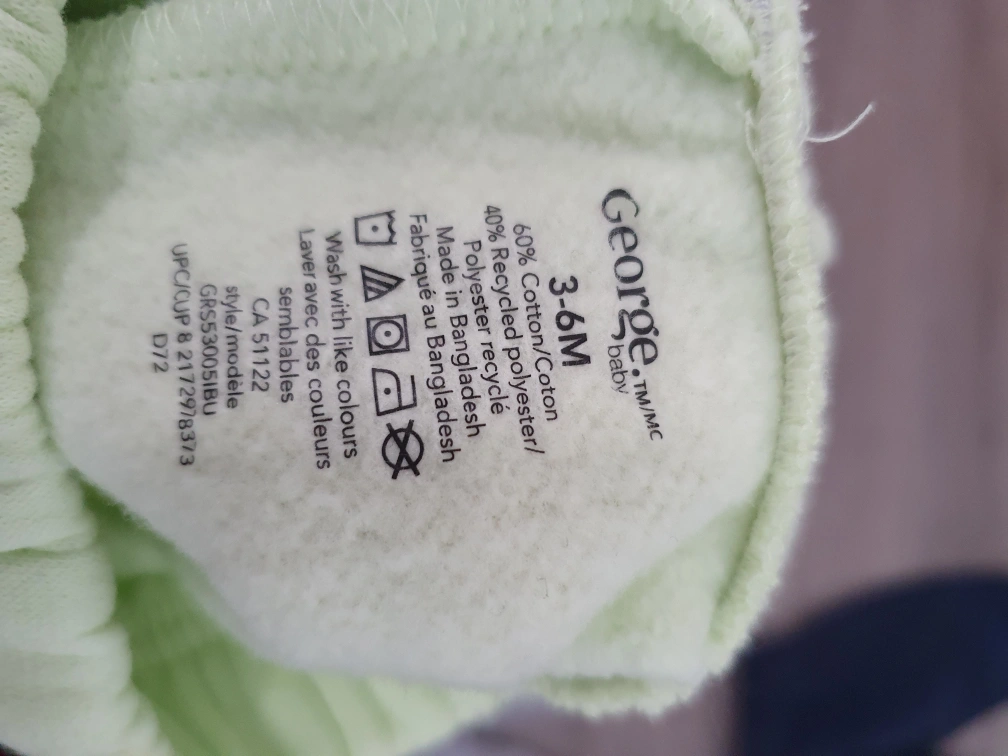 George.TM/MC
baby
3-6M
60% Cotton/Coton
40% Recycled polyester/
Polyester recyclé
Made in Bangladesh
Fabriqué au Bangladesh
Wash with like colours
Laver avec des couleurs
semblables
CA 51122
style/modèle
GRS53005IBU
UPC/CUP 8 2172978373
D72